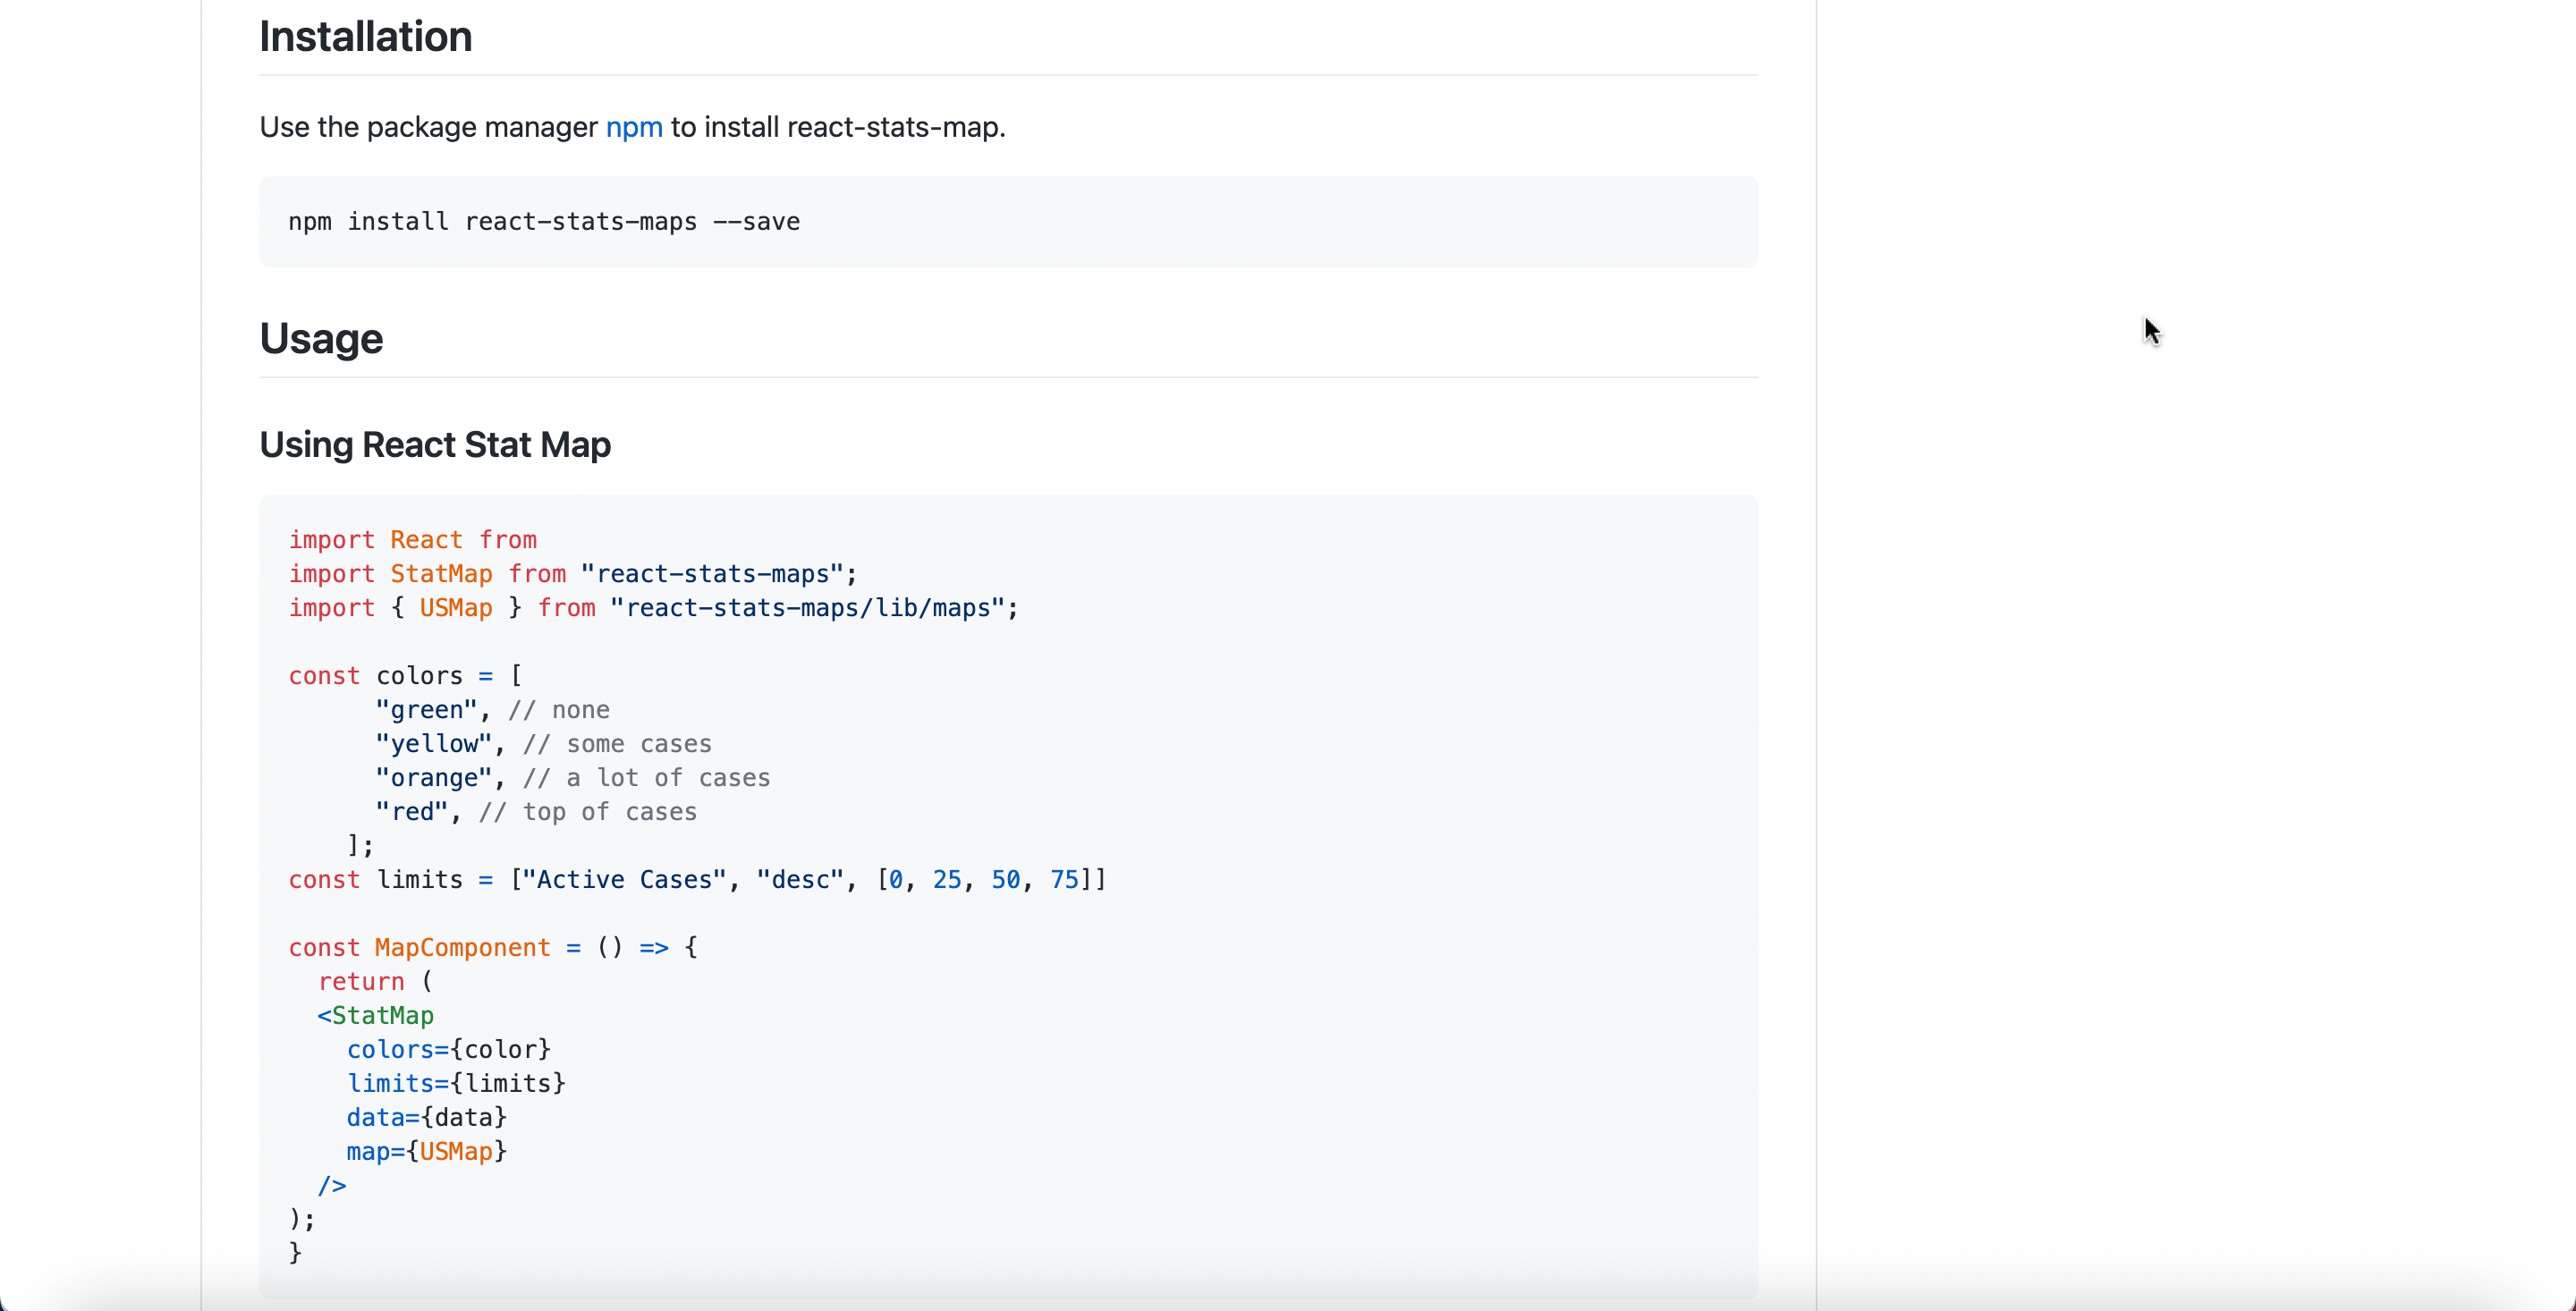 Installation
Use the package manager npm to install react-stats-map.
npm install react-stats-maps --save
Usage
Using React Stat Map
import React from
import StatMap from "react-stats-maps";
import { USMap } from "react-stats-maps/lib/maps";
const colors = [
      "green", // none
      "yellow", // some cases
      "orange", // a lot of cases
      "red", // top of cases
    ];
const limits = ["Active Cases", "desc", [0, 25, 50, 75]]
const MapComponent = () => {
  return (
  <StatMap
    colors={color}
    limits={limits}
    data={data}
    map={USMap}
  />
);
}